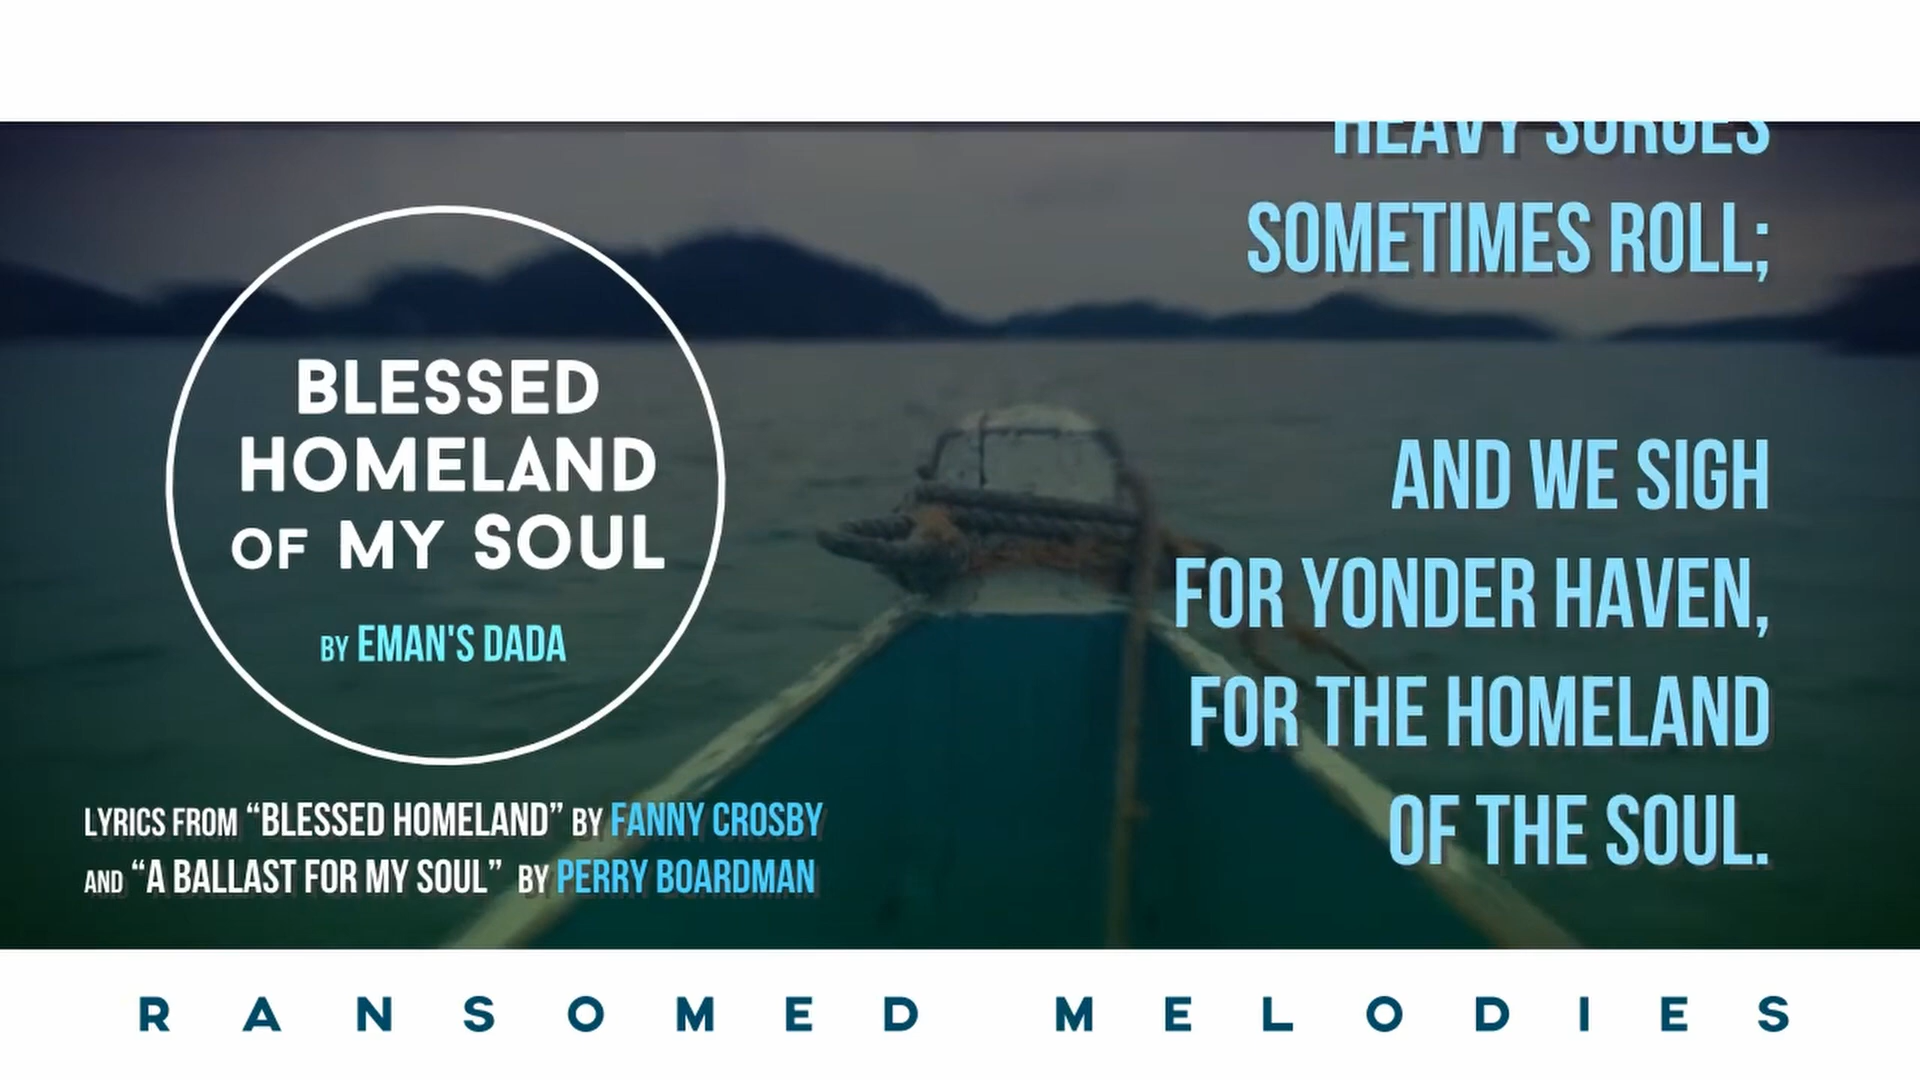 BLESSED
HOMELAND
OF MY SOUL
BY EMAN'S DADA
LYRICS FROM “BLESSED HOMELAND” BY FANNY CROSBY
AND “A BALLAST FOR MY SOUL” BY PERRY BOARDMAN
HEAVY SURGES
SOMETIMES ROLL;
AND WE SIGH
FOR YONDER HAVEN,
FOR THE HOMELAND
OF THE SOUL.
RANSOMED MELODIES